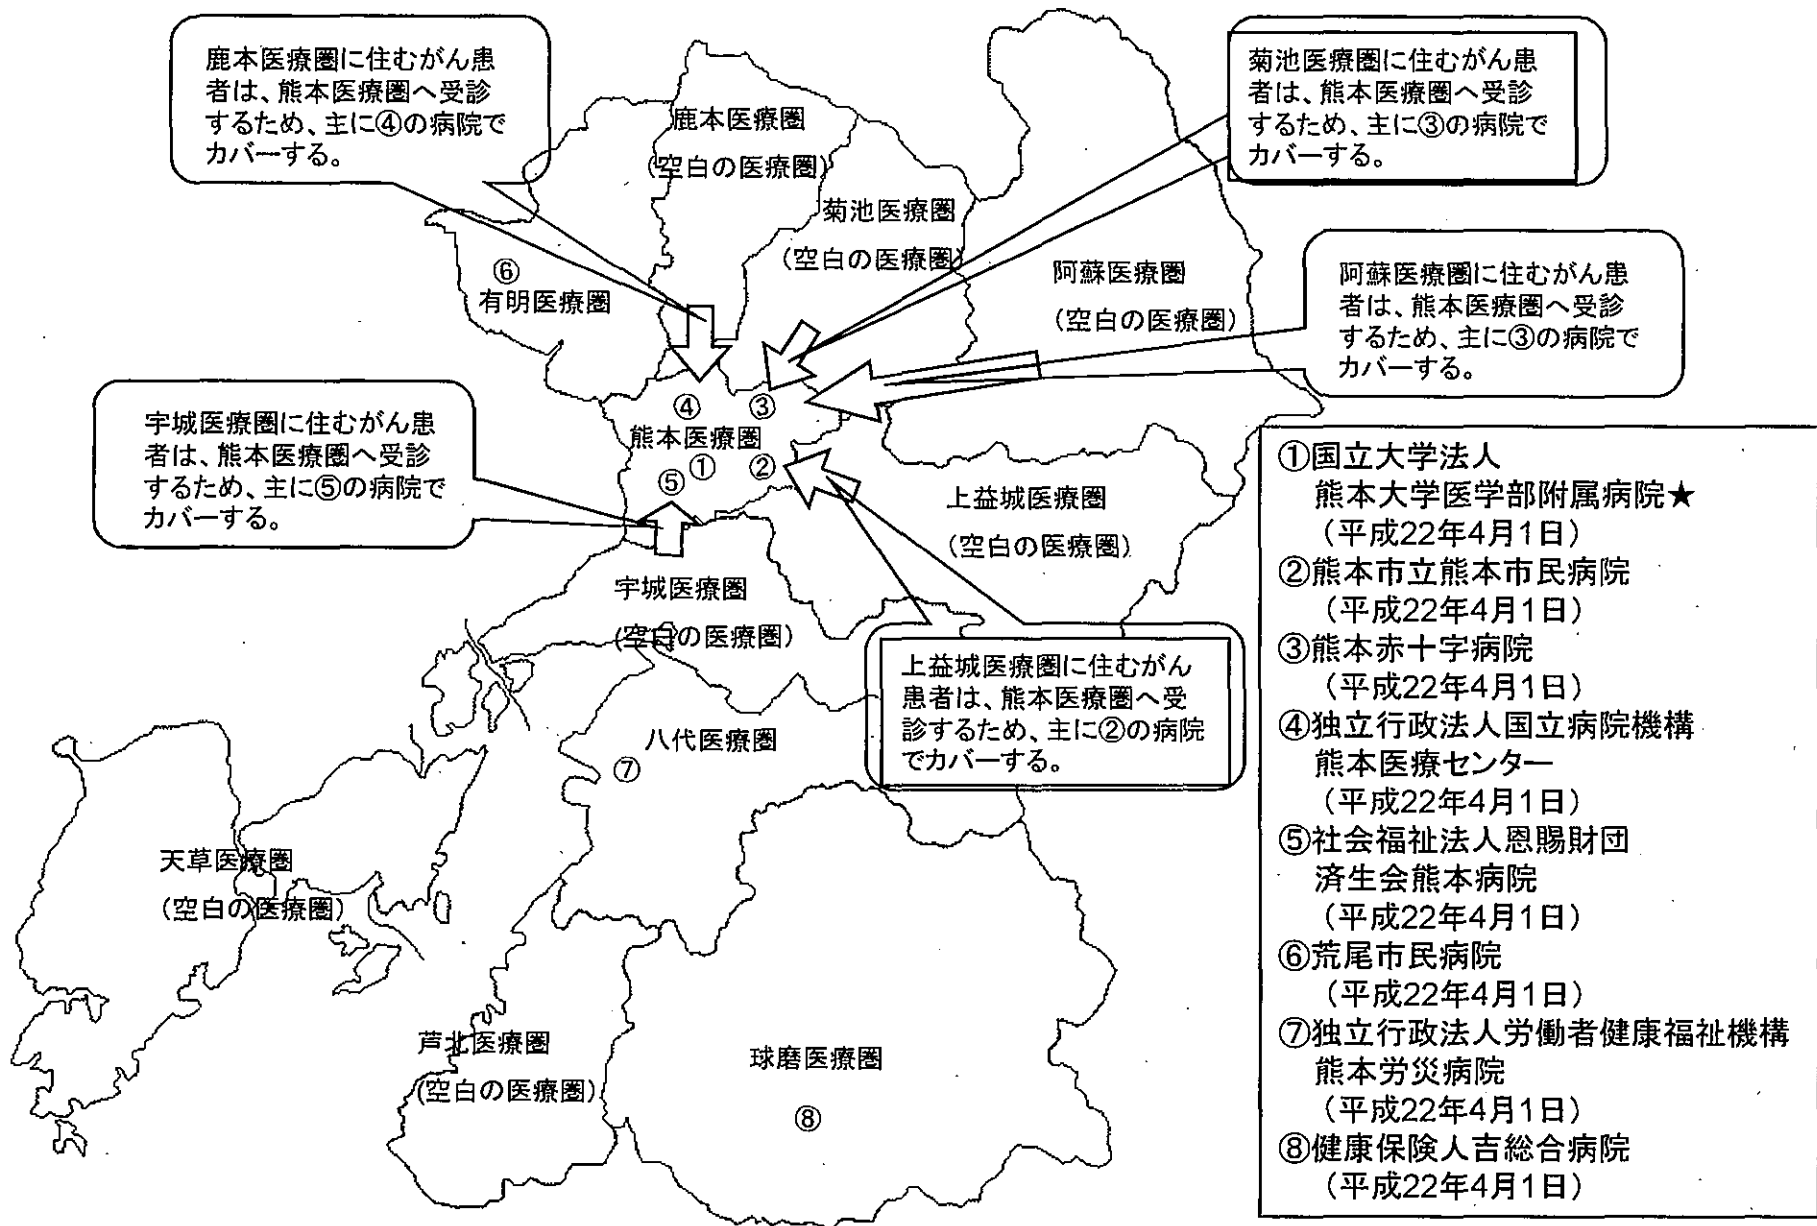 鹿本医療圏に住むがん患
者は、熊本医療圏へ受診
するため、主に④の病院で
カバーする。
菊池医療圏に住むがん患
者は、熊本医療圏へ受診
するため、主に③の病院で
カバーする。
鹿本医療圏
(空白の医療圏)
菊池医療圏
(空白の医療圏)
阿蘇医療圏
(空白の医療圏)
阿蘇医療圏に住むがん患
者は、熊本医療圏へ受診
するため、主に③の病院で
カバーする。
⑥
有明医療圏
宇城医療圏に住むがん患
者は、熊本医療圏へ受診
するため、主に⑤の病院で
カバーする。
④ ③
熊本医療圏
① ②
⑤
上益城医療圏
(空白の医療圏)
宇城医療圏
(空白の医療圏)
上益城医療圏に住むがん
患者は、熊本医療圏へ受
診するため、主に②の病院
でカバーする。
八代医療圏
⑦
天草医療圏
(空白の医療圏)
芦北医療圏
(空白の医療圏)
球磨医療圏
⑧
①国立大学法人
熊本大学医学部附属病院★
(平成22年4月1日)
②熊本市立熊本市民病院
(平成22年4月1日)
③熊本赤十字病院
(平成22年4月1日)
④独立行政法人国立病院機構
熊本医療センター
(平成22年4月1日)
⑤社会福祉法人恩賜財団
済生会熊本病院
(平成22年4月1日)
⑥荒尾市民病院
(平成22年4月1日)
⑦独立行政法人労働者健康福祉機構
熊本労災病院
(平成22年4月1日)
⑧健康保険人吉総合病院
(平成22年4月1日)